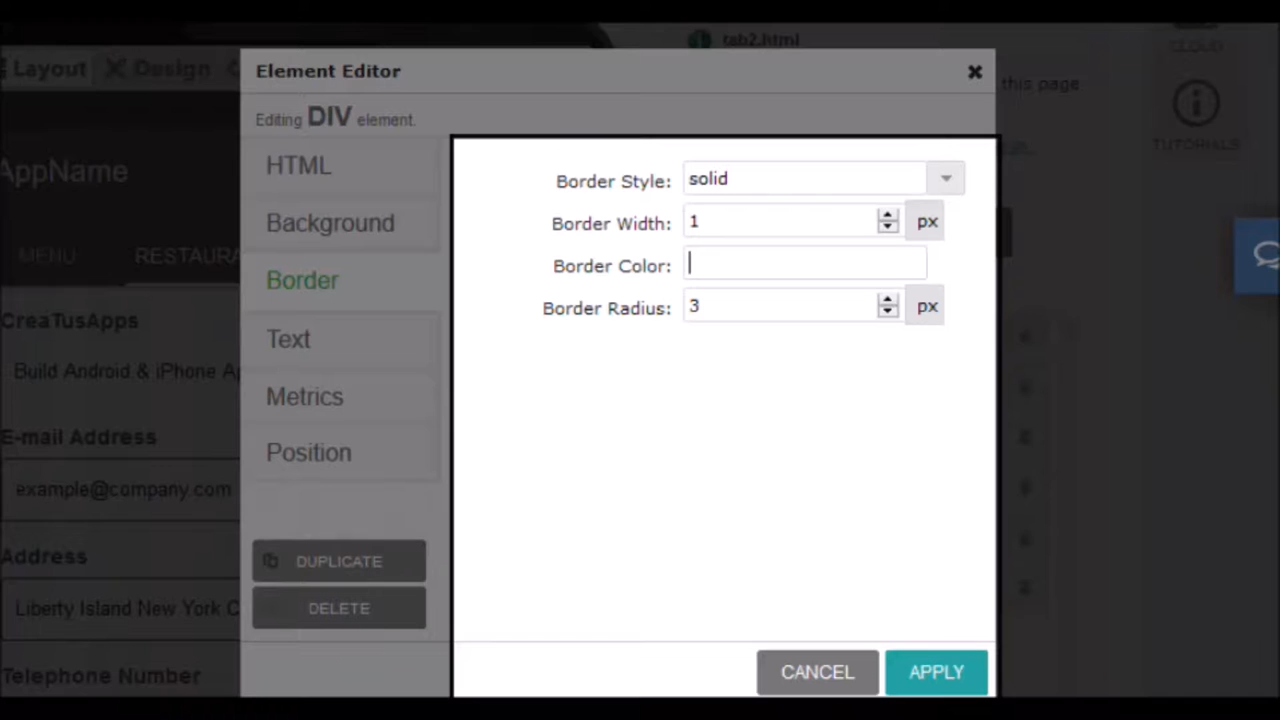 tab2.html
CLOUD
Layout
Design
Element Editor
this page
Editing DIV element.
TUTORIALS
HTML
AppName
Border Style: solid
Background
Border Width: 1 px
MENU
RESTAURA
Border Color:
Border
Border Radius: 3 px
CreaTusApps
Text
Build Android & iPhone Ap
Metrics
E-mail Address
Position
example@company.com
Address
DUPLICATE
Liberty Island New York C
DELETE
Telephone Number
CANCEL
APPLY